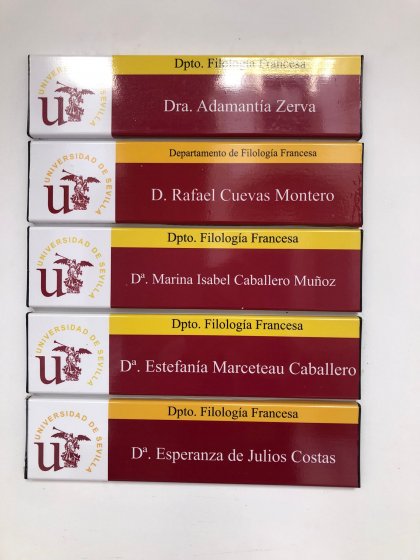 UNIVERSIDAD DE SEVILLA
u
Dpto. Filología Francesa
Dra. Adamantía Zerva
UNIVERSIDAD DE SEVILLA
u
Departamento de Filología Francesa
D. Rafael Cuevas Montero
UNIVERSIDAD DE SEVILLA
u
Dpto. Filología Francesa
Dª. Marina Isabel Caballero Muñoz
UNIVERSIDAD DE SEVILLA
u
Dpto. Filología Francesa
Dª. Estefanía Marceteau Caballero
UNIVERSIDAD DE SEVILLA
u
Dpto. Filología Francesa
Dª. Esperanza de Julios Costas